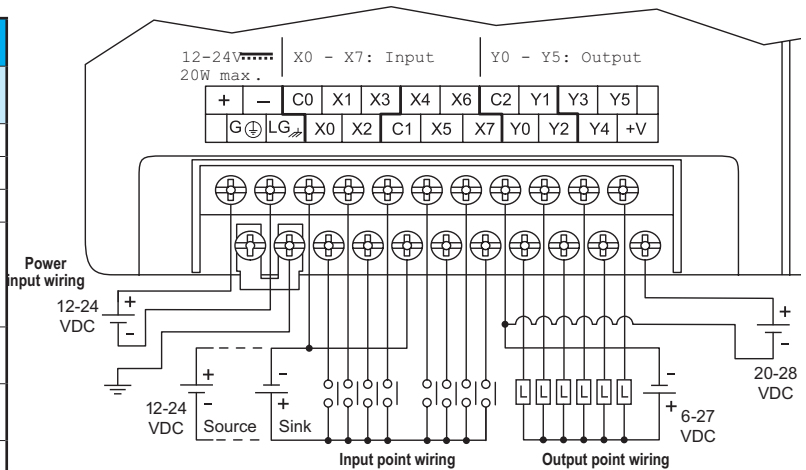 12-24V X0 - X7: Input Y0 - Y5: Output
20W max.
+ – C0 X1 X3 X4 X6 C2 Y1 Y3 Y5
G LG X0 X2 C1 X5 X7 Y0 Y2 Y4 +V
Power
input wiring
12-24
VDC
+
-
12-24
VDC
+
-
Source
-
+
Sink
Input point wiring
L L L L L L
Output point wiring
-
+
6-27
VDC
+
-
20-28
VDC